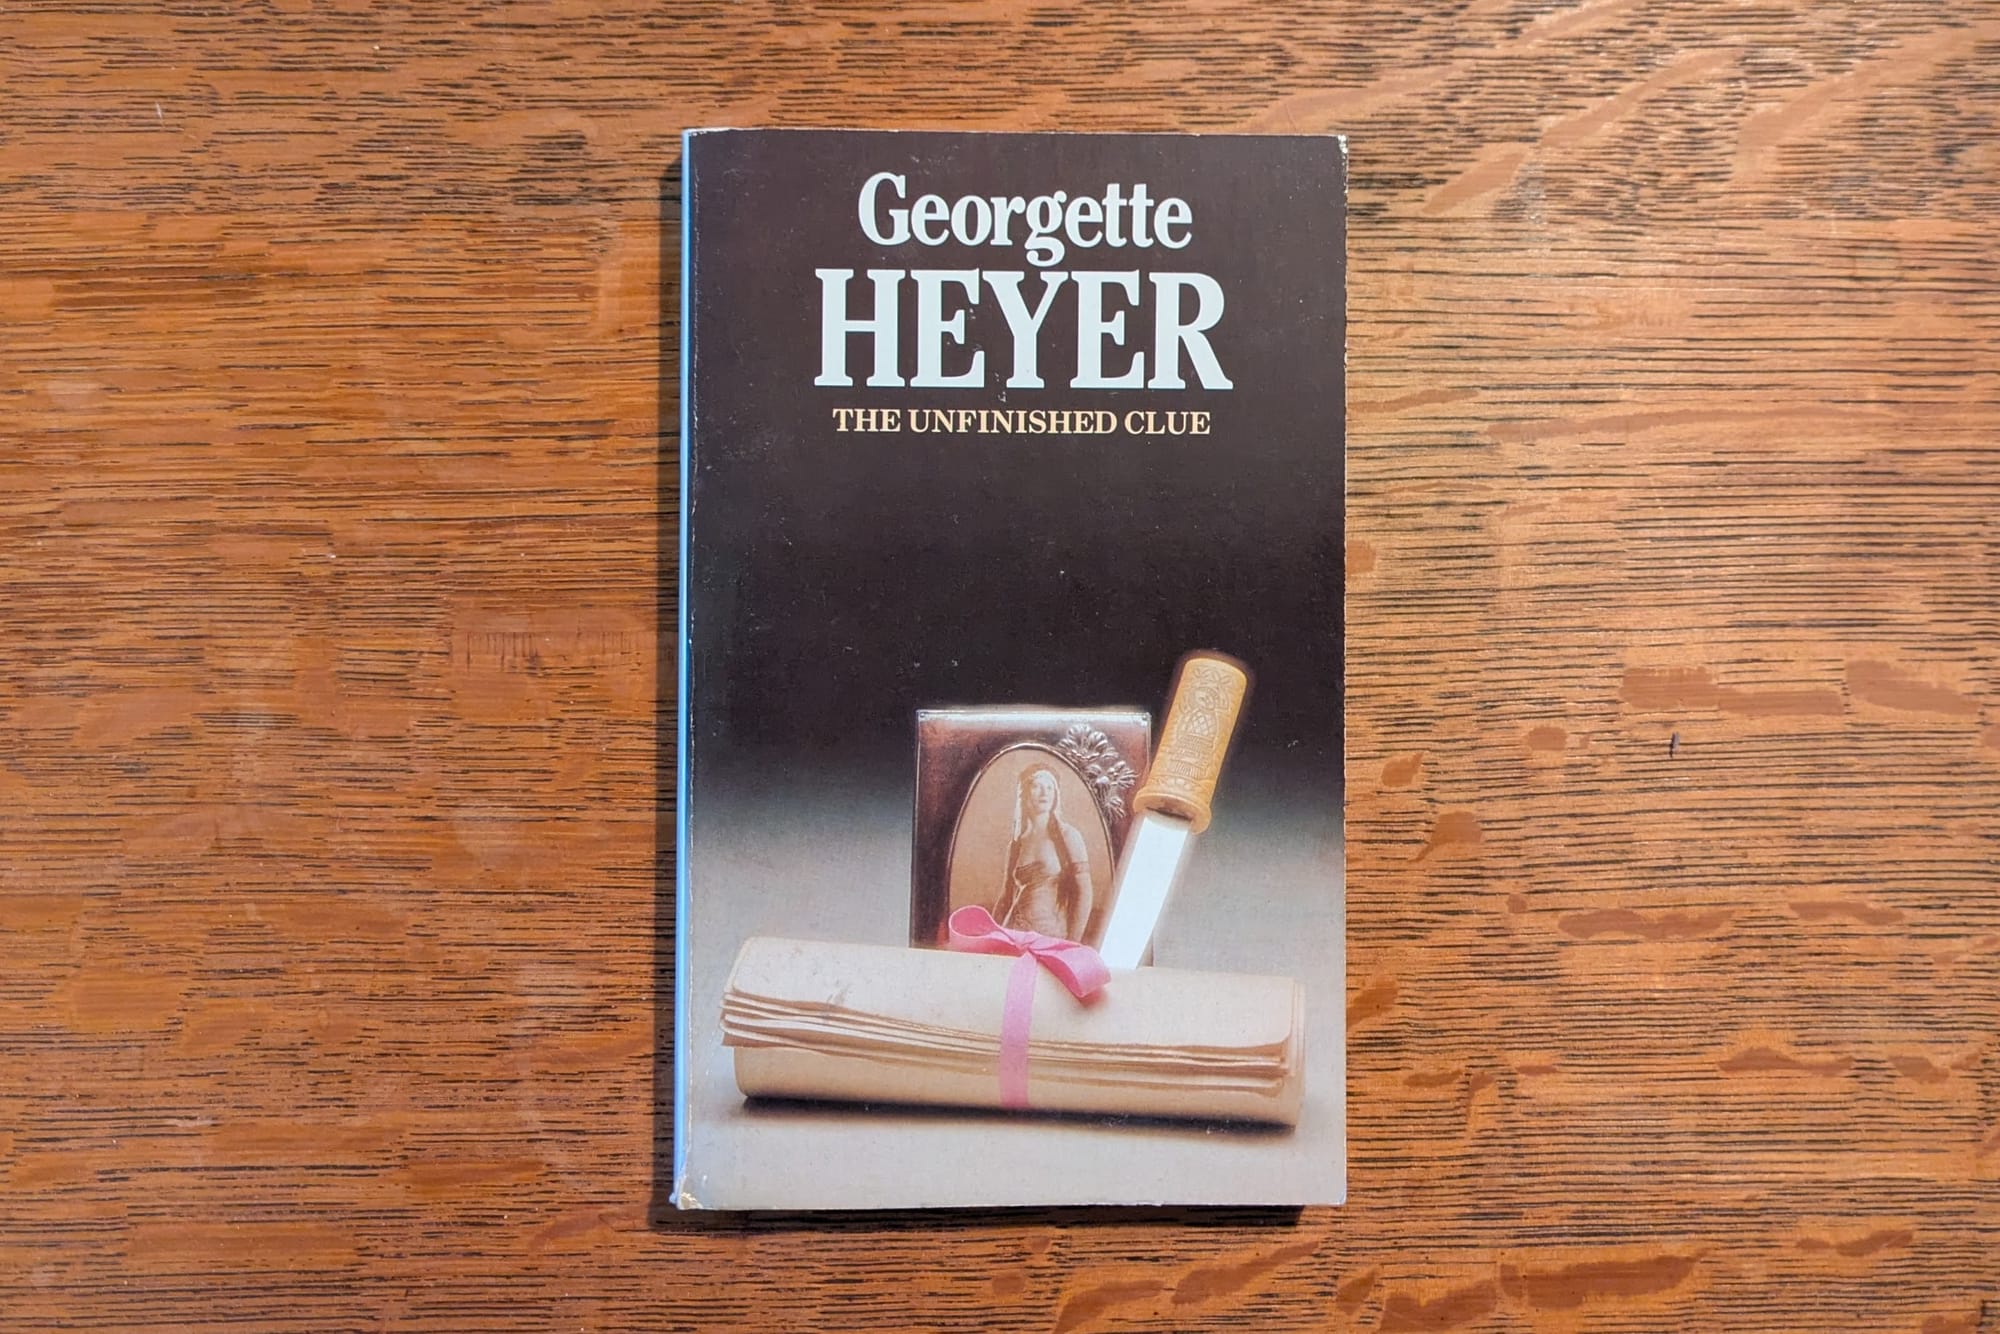 Georgette
HEYER
THE UNFINISHED CLUE